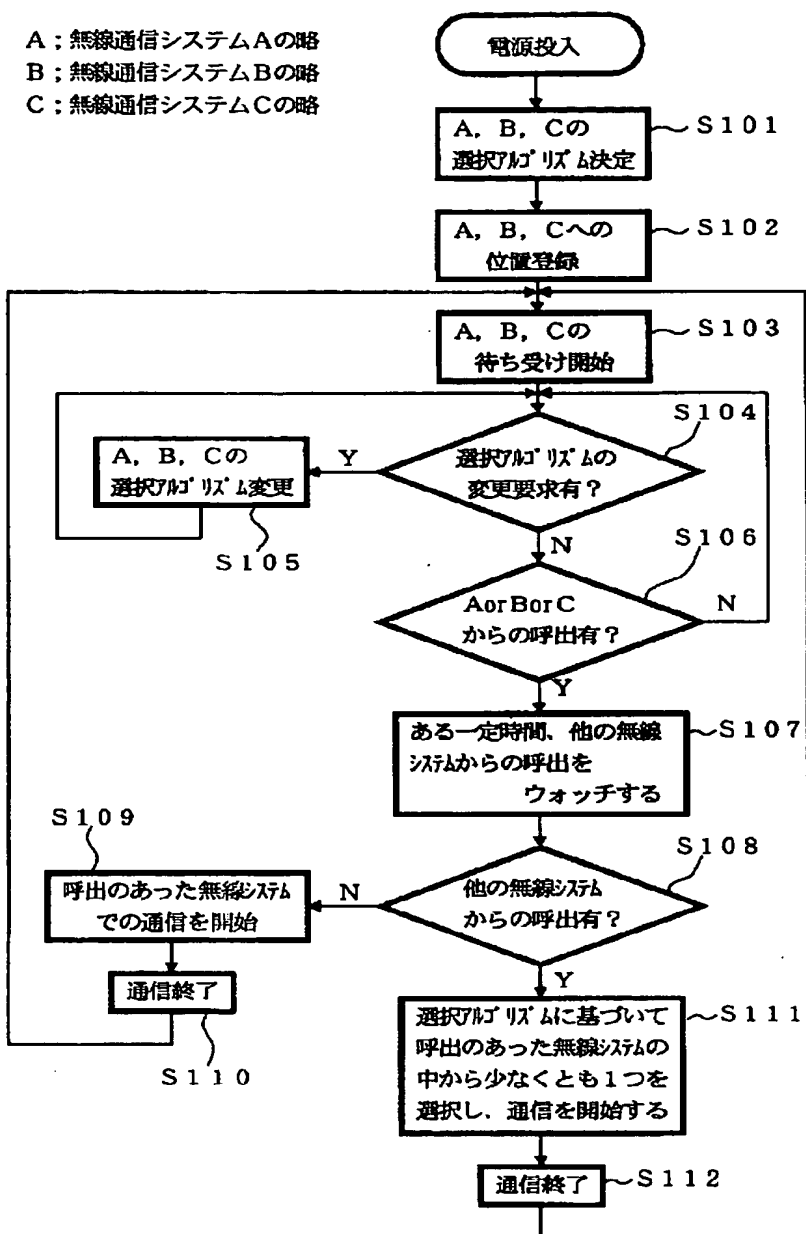 A;無線通信システムAの略
B;無線通信システムBの略
C;無線通信システムCの略
電源投入
A, B, Cの
選択アルゴリズム決定
S101
A, B, Cへの
位置登録
S102
A, B, Cの
待ち受け開始
S103
S104
選択アルゴリズムの
変更要求有?
Y
A, B, Cの
選択アルゴリズム変更
S105
N
S106
AorBorC
からの呼出有?
N
Y
ある一定時間、他の無線
システムからの呼出を
ウォッチする
S107
S108
他の無線システム
からの呼出有?
N
S109
呼出のあった無線システム
での通信を開始
通信終了
S110
Y
選択アルゴリズムに基づいて
呼出のあった無線システムの
中から少なくとも1つを
選択し、通信を開始する
S111
通信終了
S112